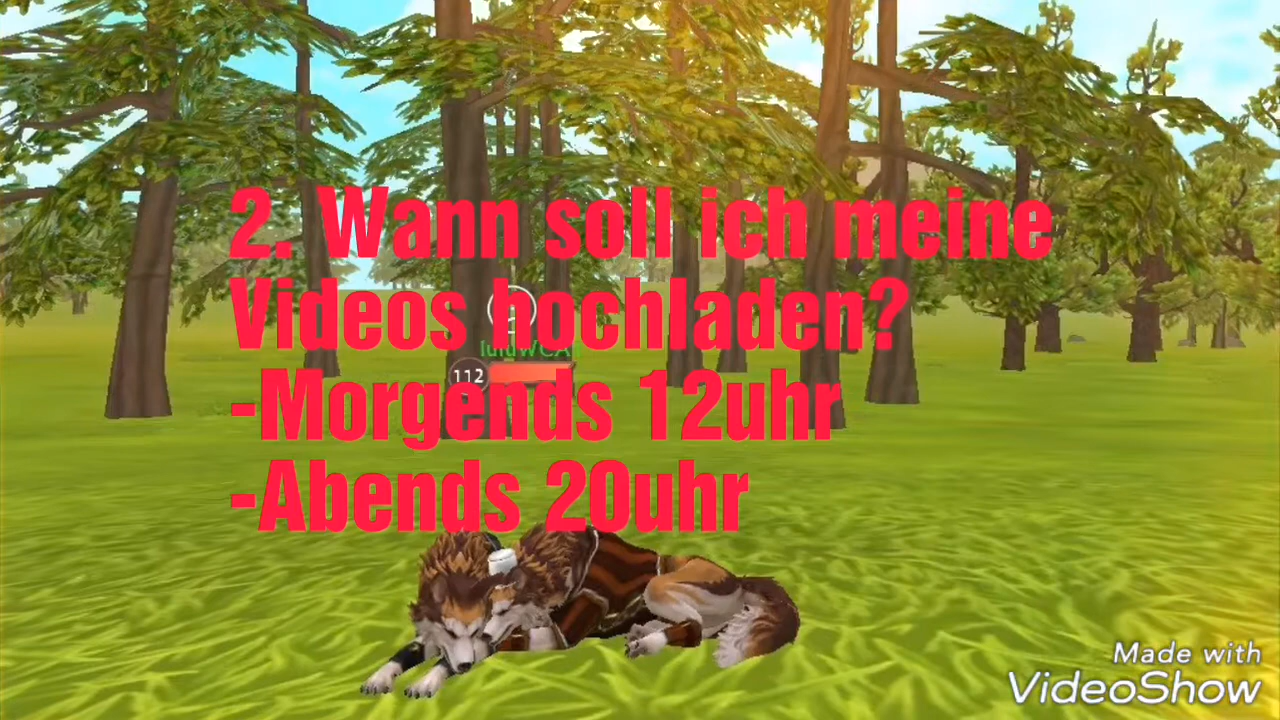 2. Wann soll ich meine
Videos hochladen?
112
-Morgends 12uhr
-Abends 20uhr
Made with
VideoShow